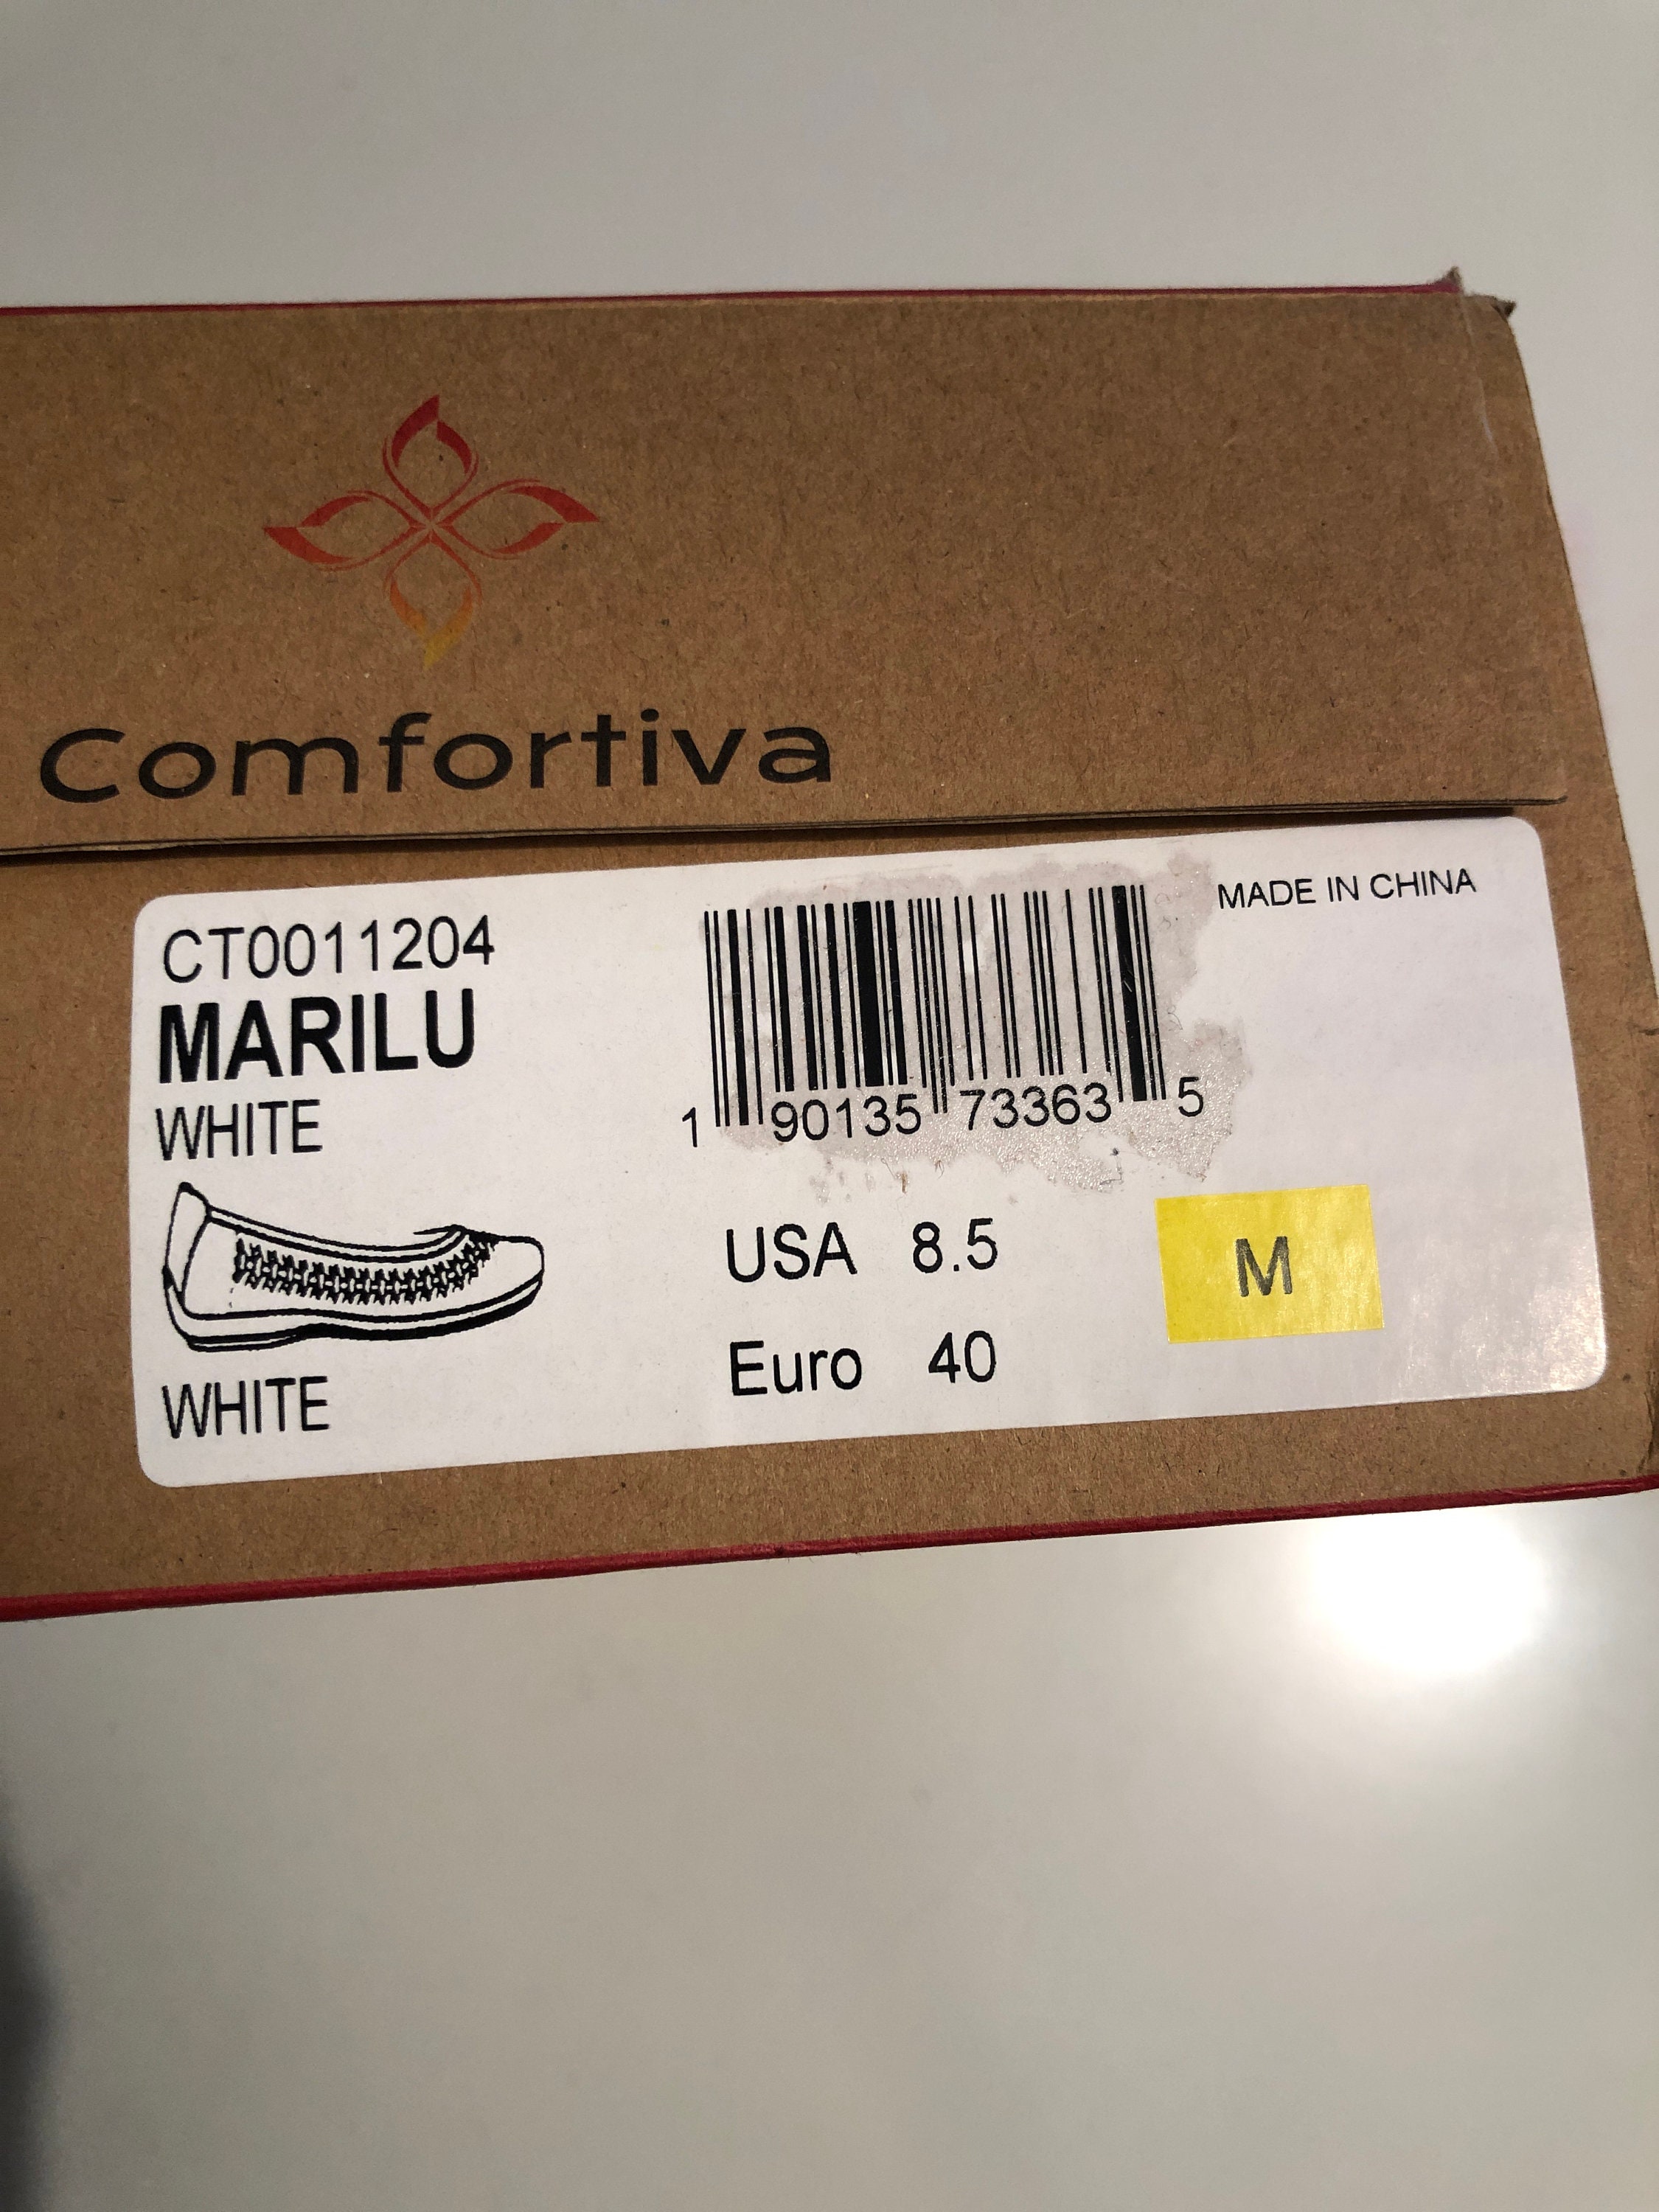 Comfortiva
CT0011204
MARILU
WHITE
WHITE
1 90135 73363 5
MADE IN CHINA
USA 8.5
Euro 40
M